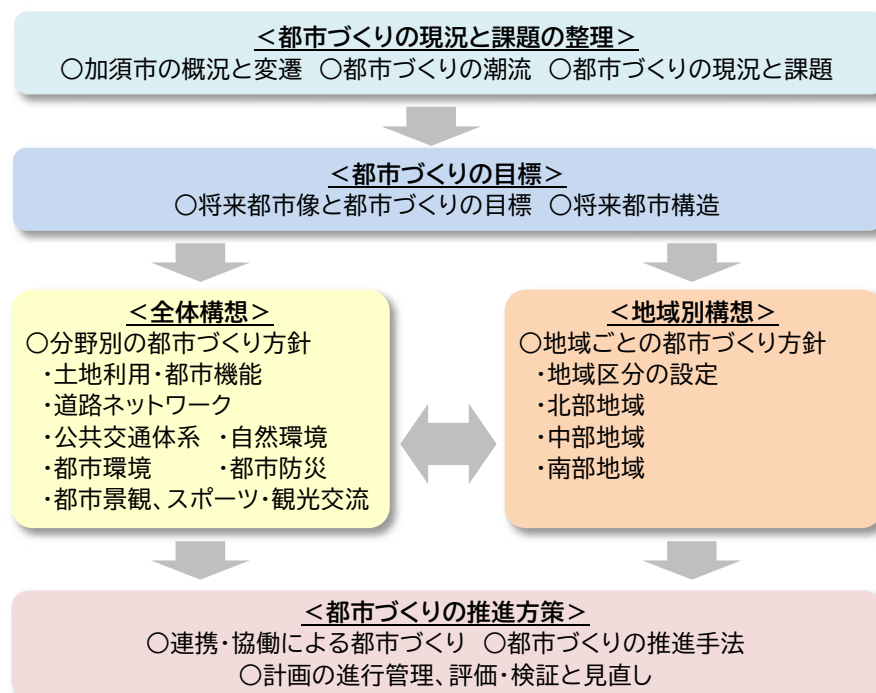 <都市づくりの現況と課題の整理>
○加須市の概況と変遷 ○都市づくりの潮流 ○都市づくりの現況と課題
<都市づくりの目標>
○将来都市像と都市づくりの目標 ○将来都市構造
<全体構想>
○分野別の都市づくり方針
・土地利用・都市機能
・道路ネットワーク
・公共交通体系 ・自然環境
・都市環境 ・都市防災
・都市景観、スポーツ・観光交流
<地域別構想>
○地域ごとの都市づくり方針
・地域区分の設定
・北部地域
・中部地域
・南部地域
<都市づくりの推進方策>
○連携・協働による都市づくり ○都市づくりの推進手法
○計画の進行管理、評価・検証と見直し